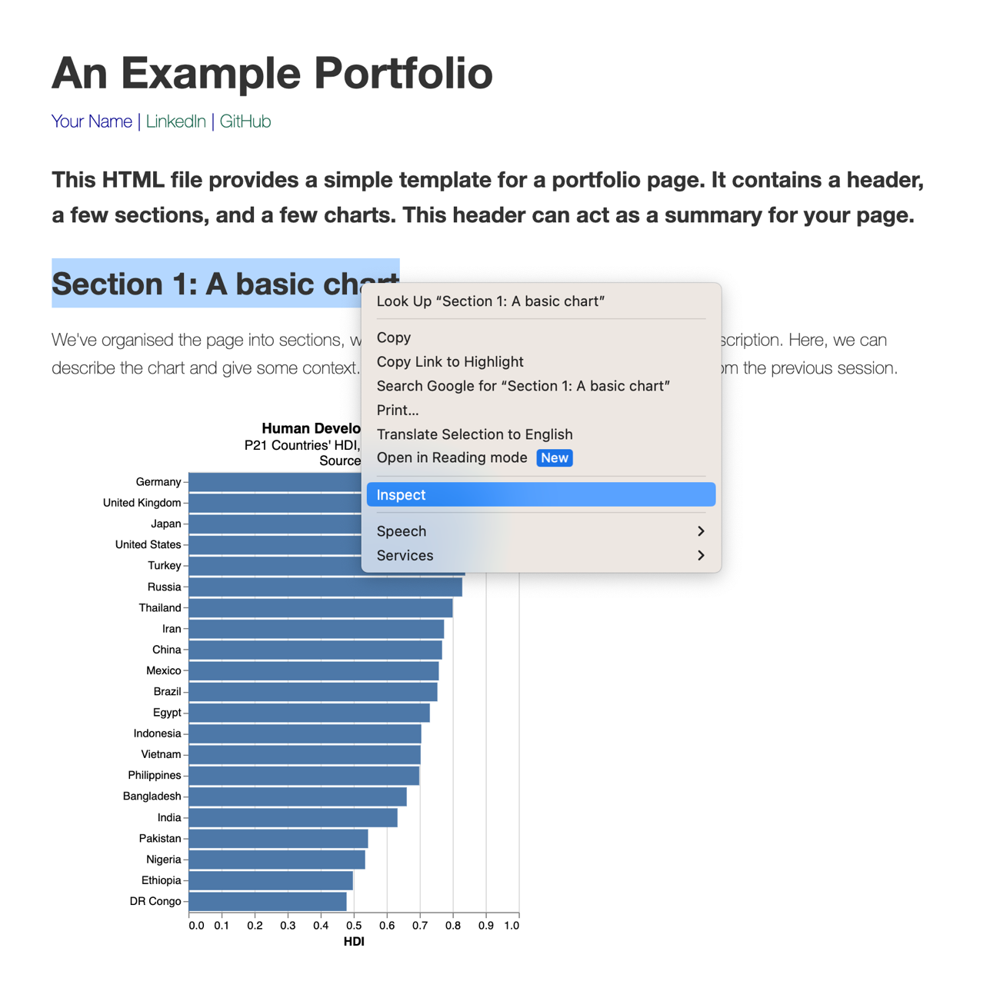 An Example Portfolio
Your Name | LinkedIn | GitHub
This HTML file provides a simple template for a portfolio page. It contains a header,
a few sections, and a few charts. This header can act as a summary for your page.
Section 1: A basic chart
We've organised the page into sections, w scription. Here, we can
describe the chart and give some context. om the previous session.
Look Up “Section 1: A basic chart”
Copy
Copy Link to Highlight
Search Google for “Section 1: A basic chart”
Print...
Translate Selection to English
Open in Reading mode New
Inspect
Speech
Services
Human Develo
P21 Countries' HDI,
Source
Germany
United Kingdom
Japan
United States
Turkey
Russia
Thailand
Iran
China
Mexico
Brazil
Egypt
Indonesia
Vietnam
Philippines
Bangladesh
India
Pakistan
Nigeria
Ethiopia
DR Congo
0.0 0.1 0.2 0.3 0.4 0.5 0.6 0.7 0.8 0.9 1.0
HDI